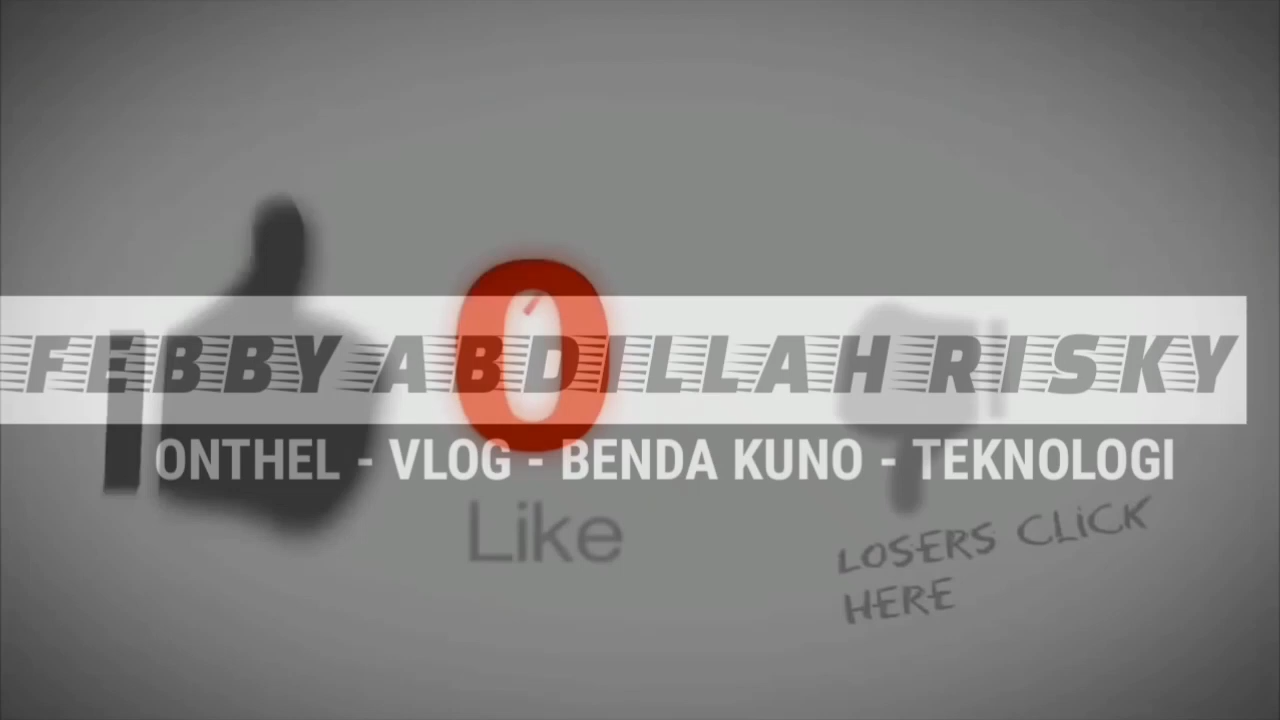 0
FEBBY ABDILLAH RISKY
ONTHEL - VLOG - BENDA KUNO - TEKNOLOGI
Like
LOSERS CLiCK
HERE